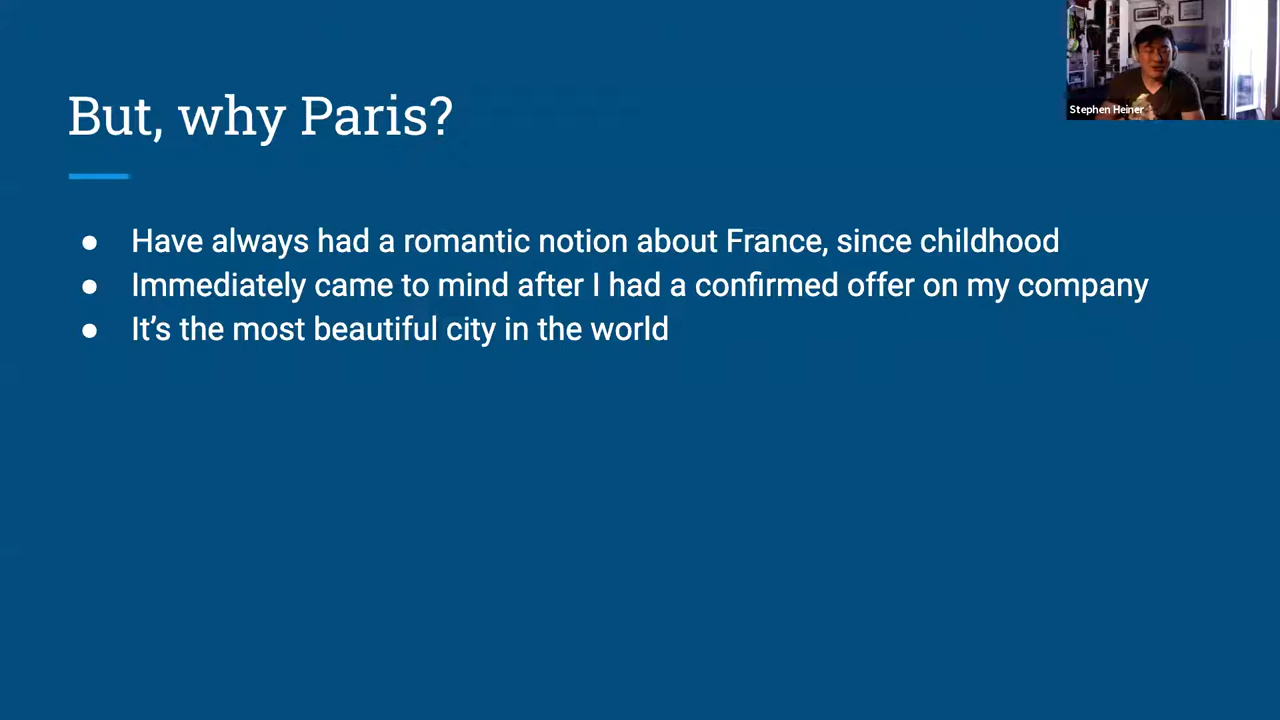 But, why Paris?
Stephen Heiner
● Have always had a romantic notion about France, since childhood
● Immediately came to mind after I had a confirmed offer on my company
● It’s the most beautiful city in the world